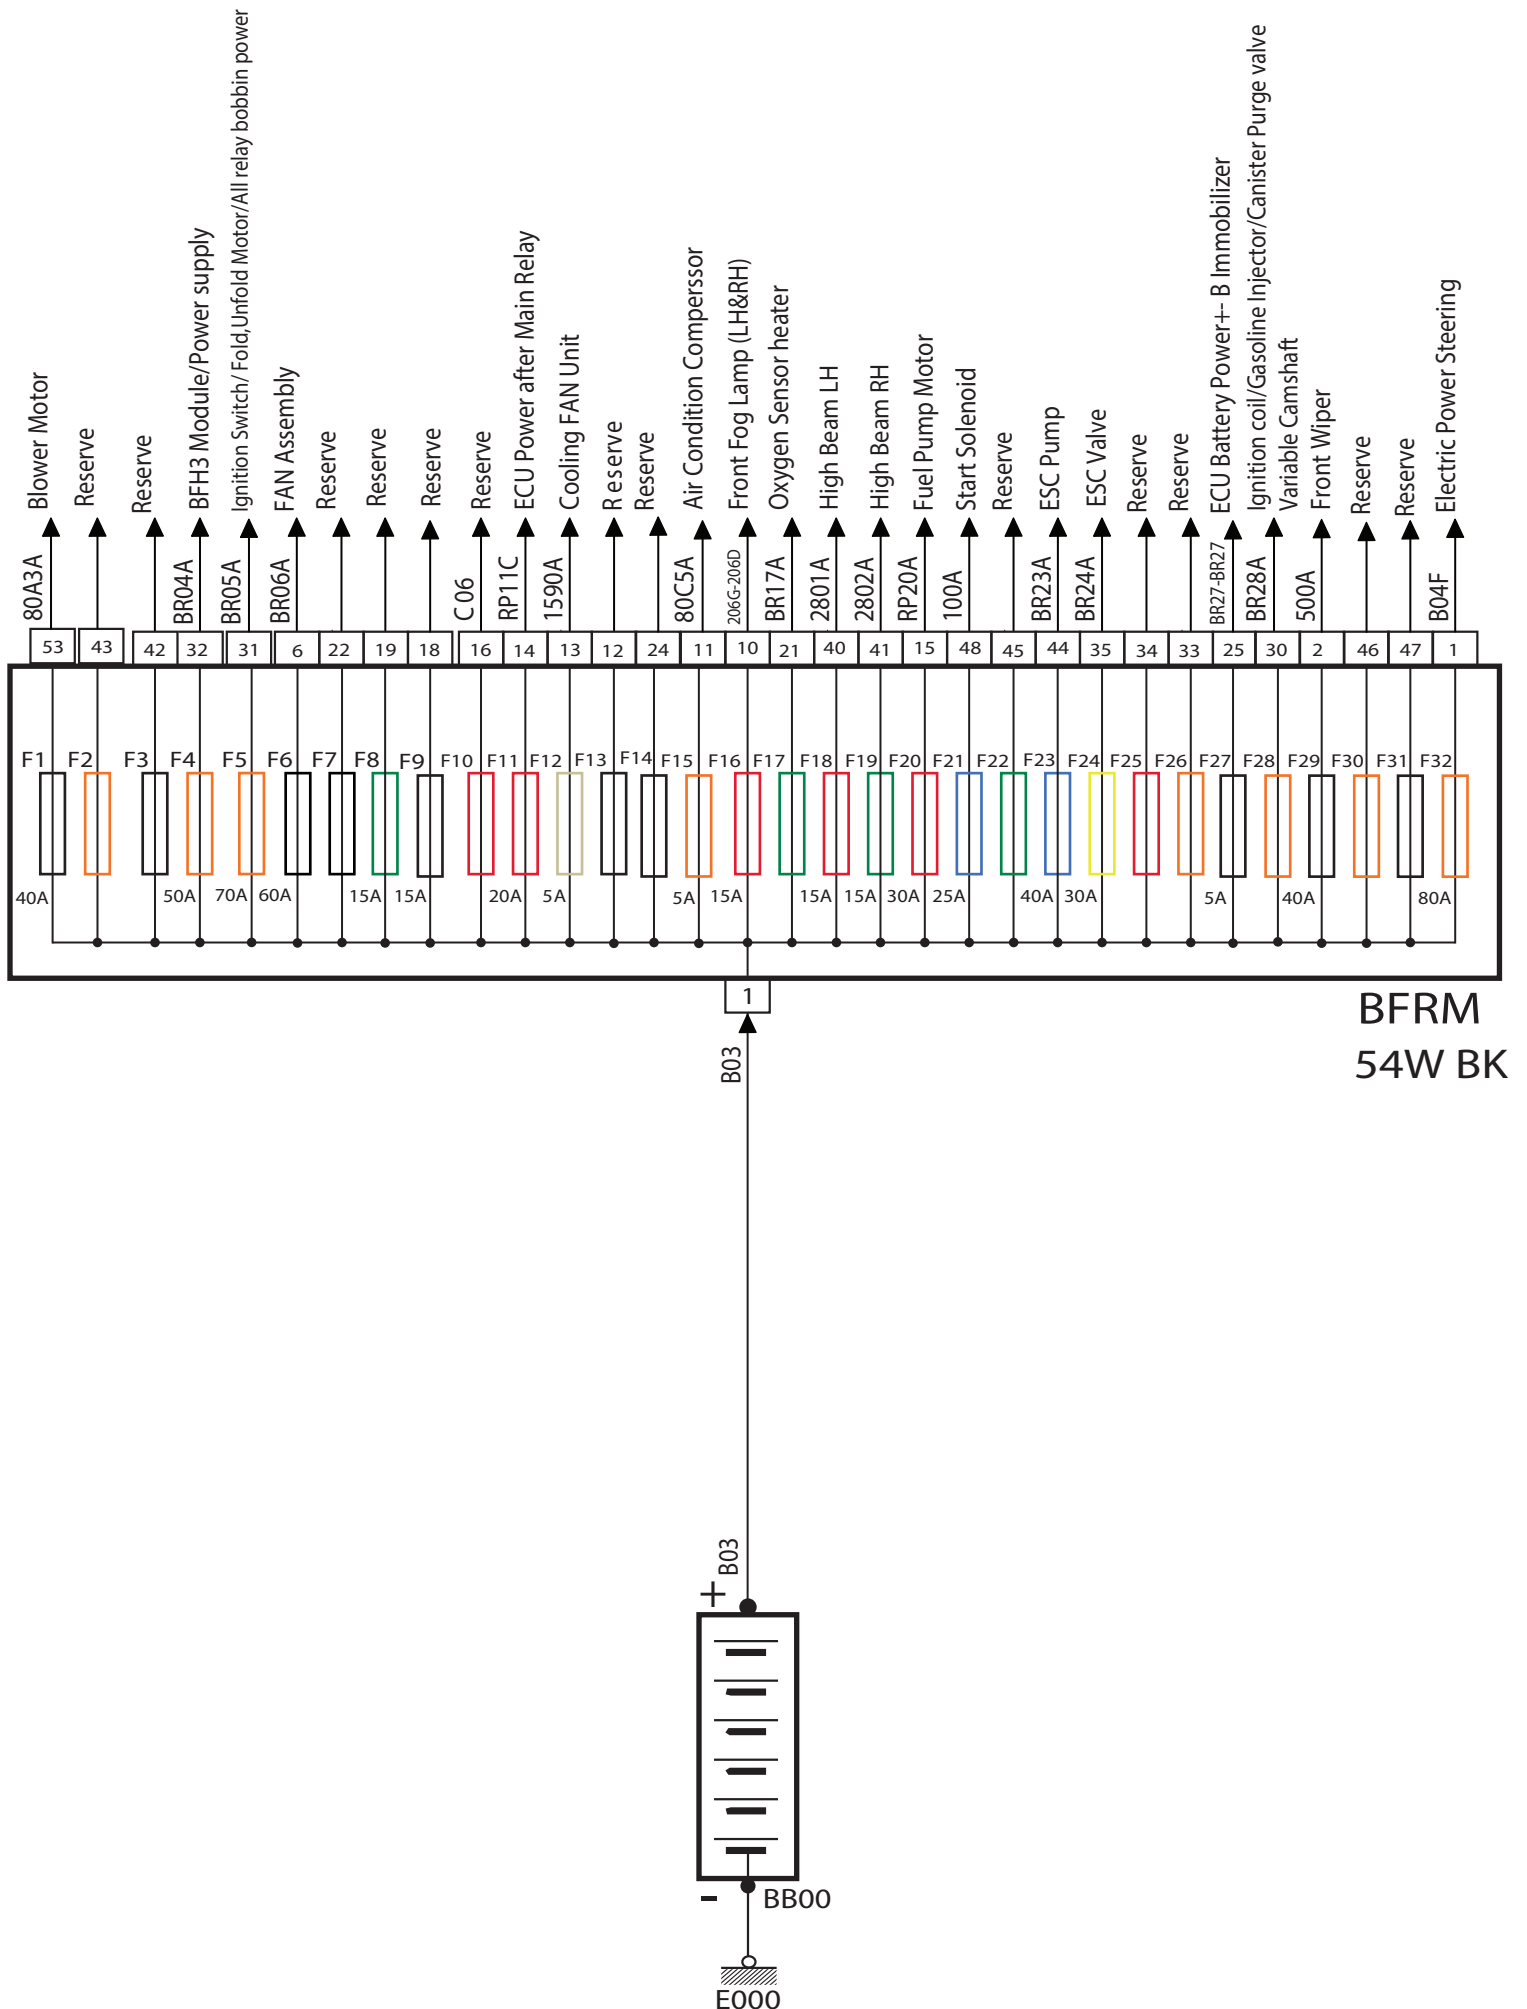 Blower Motor
Reserve
Reserve
BFH3 Module/Power supply
Ignition Switch/ Fold,Unfold Motor/All relay bobbin power
FAN Assembly
Reserve
Reserve
Reserve
Reserve
ECU Power after Main Relay
Cooling FAN Unit
Reserve
Reserve
Air Condition Comperssor
Front Fog Lamp (LH&RH)
Oxygen Sensor heater
High Beam LH
High Beam RH
Fuel Pump Motor
Start Solenoid
Reserve
ESC Pump
ESC Valve
Reserve
Reserve
ECU Battery Power+- B Immobilizer
Ignition coil/Gasoline Injector/Canister Purge valve
Variable Camshaft
Front Wiper
Reserve
Reserve
Electric Power Steering
80A3A
BR04A
BR05A
BR06A
C 06
RP11C
1590A
80C5A
206G-206D
BR17A
2801A
2802A
RP20A
100A
BR23A
BR24A
BR27-BR27
BR28A
500A
B04F
53 43 42 32 31 6 22 19 18 16 14 13 12 24 11 10 21 40 41 15 48 45 44 35 34 33 25 30 2 46 47 1
F1 F2 F3 F4 F5 F6 F7 F8 F9 F10 F11 F12 F13 F14 F15 F16 F17 F18 F19 F20 F21 F22 F23 F24 F25 F26 F27 F28 F29 F30 F31 F32
40A 50A 70A 60A 15A 15A 20A 5A 5A 15A 15A 15A 30A 25A 40A 30A 5A 40A 80A
1
BFRM
54W BK
B03
B03
+
-
BB00
E000